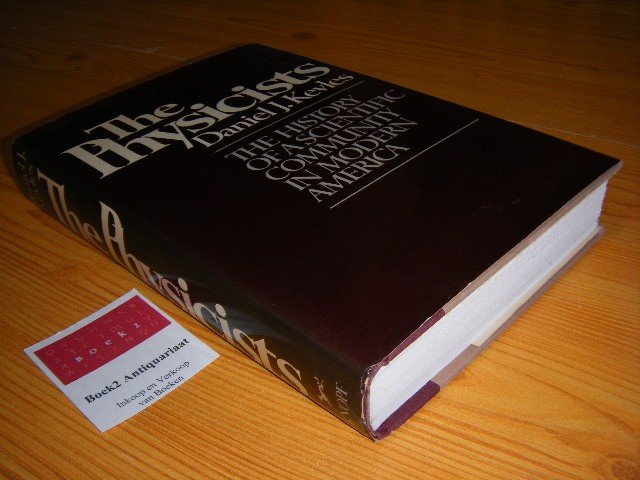 The
Physicists
Daniel J. Kevles
THE HISTORY
OF A SCIENTIFIC
COMMUNITY
IN MODERN
AMERICA
The Physicists
BOEK2
Boek2 Antiquariaat
Inkoop en Verkoop
van Boeken